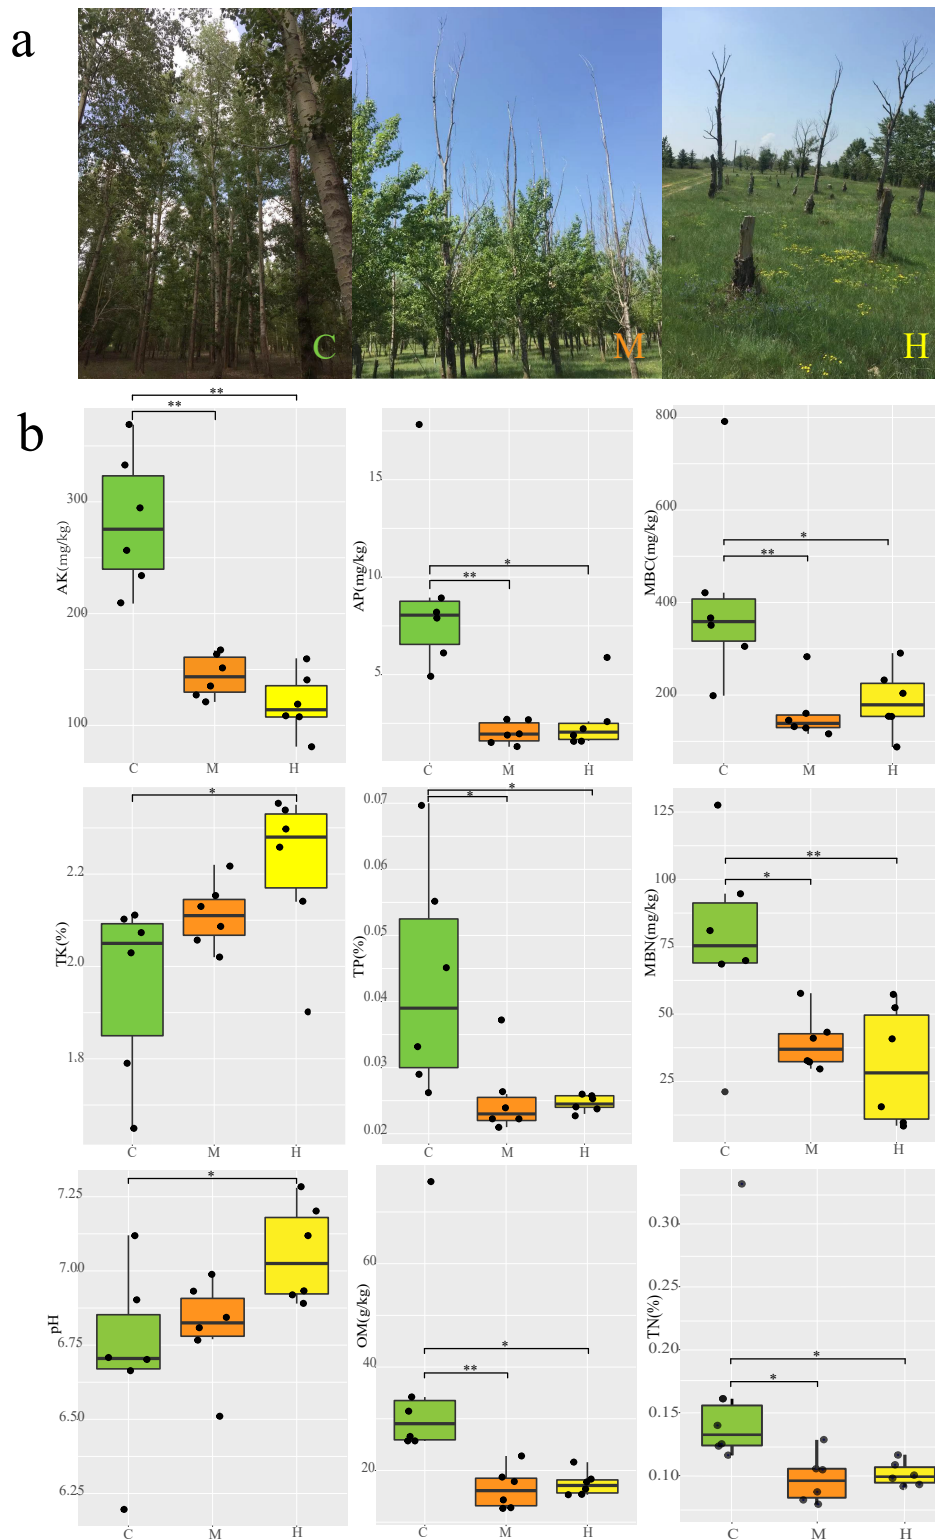 a
C
M
H
b
**
**
AK(mg/kg)
300
200
100
C
M
H
*
**
AP(mg/kg)
15
10
5
C
M
H
*
**
MBC(mg/kg)
800
600
400
200
C
M
H
*
TK(%)
2.2
2.0
1.8
C
M
H
*
*
TP(%)
0.07
0.06
0.05
0.04
0.03
0.02
C
M
H
**
*
MBN(mg/kg)
125
100
75
50
25
C
M
H
*
pH
7.25
7.00
6.75
6.50
6.25
C
M
H
*
**
OM(g/kg)
60
40
20
C
M
H
*
*
TN(%)
0.30
0.25
0.20
0.15
0.10
C
M
H